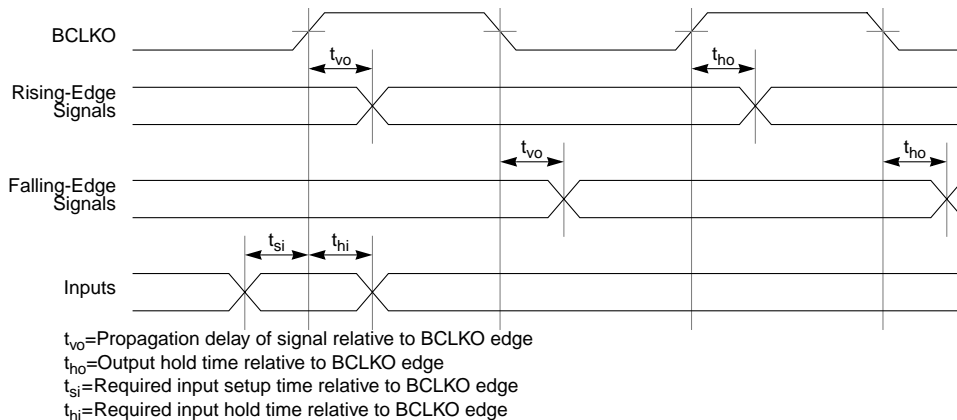 BCLKO
t_vo
t_ho
Rising-Edge
Signals
t_vo
t_ho
Falling-Edge
Signals
t_si
t_hi
Inputs
t_vo=Propagation delay of signal relative to BCLKO edge
t_ho=Output hold time relative to BCLKO edge
t_si=Required input setup time relative to BCLKO edge
t_hi=Required input hold time relative to BCLKO edge